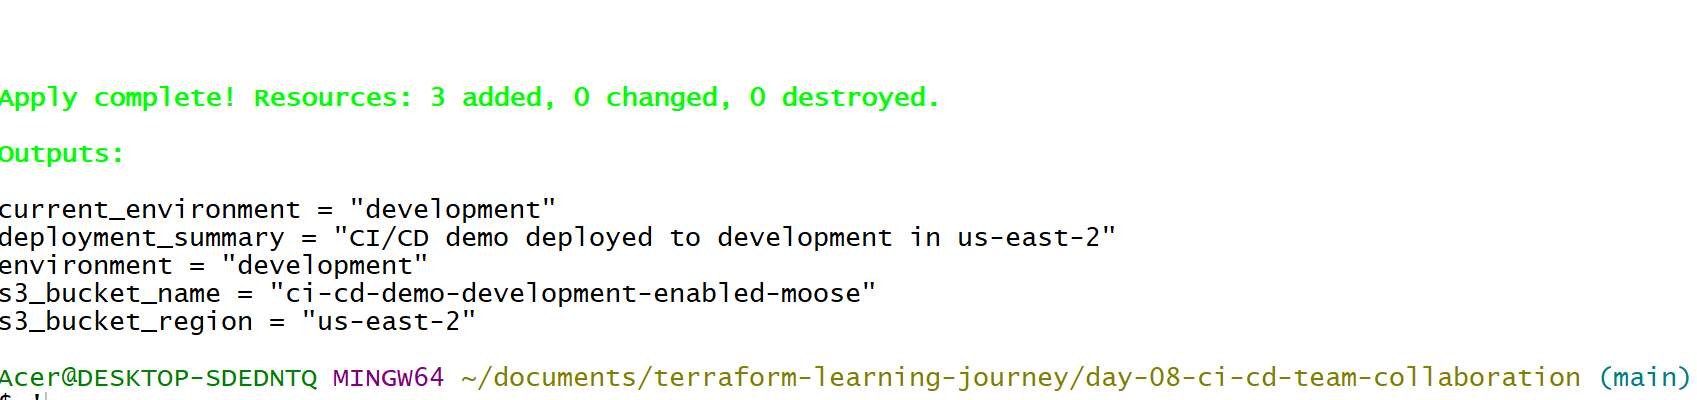 Apply complete! Resources: 3 added, 0 changed, 0 destroyed.
Outputs:
current_environment = "development"
deployment_summary = "CI/CD demo deployed to development in us-east-2"
environment = "development"
s3_bucket_name = "ci-cd-demo-development-enabled-moose"
s3_bucket_region = "us-east-2"
Acer@DESKTOP-SDEDNTQ MINGW64 ~/documents/terraform-learning-journey/day-08-ci-cd-team-collaboration (main)
$